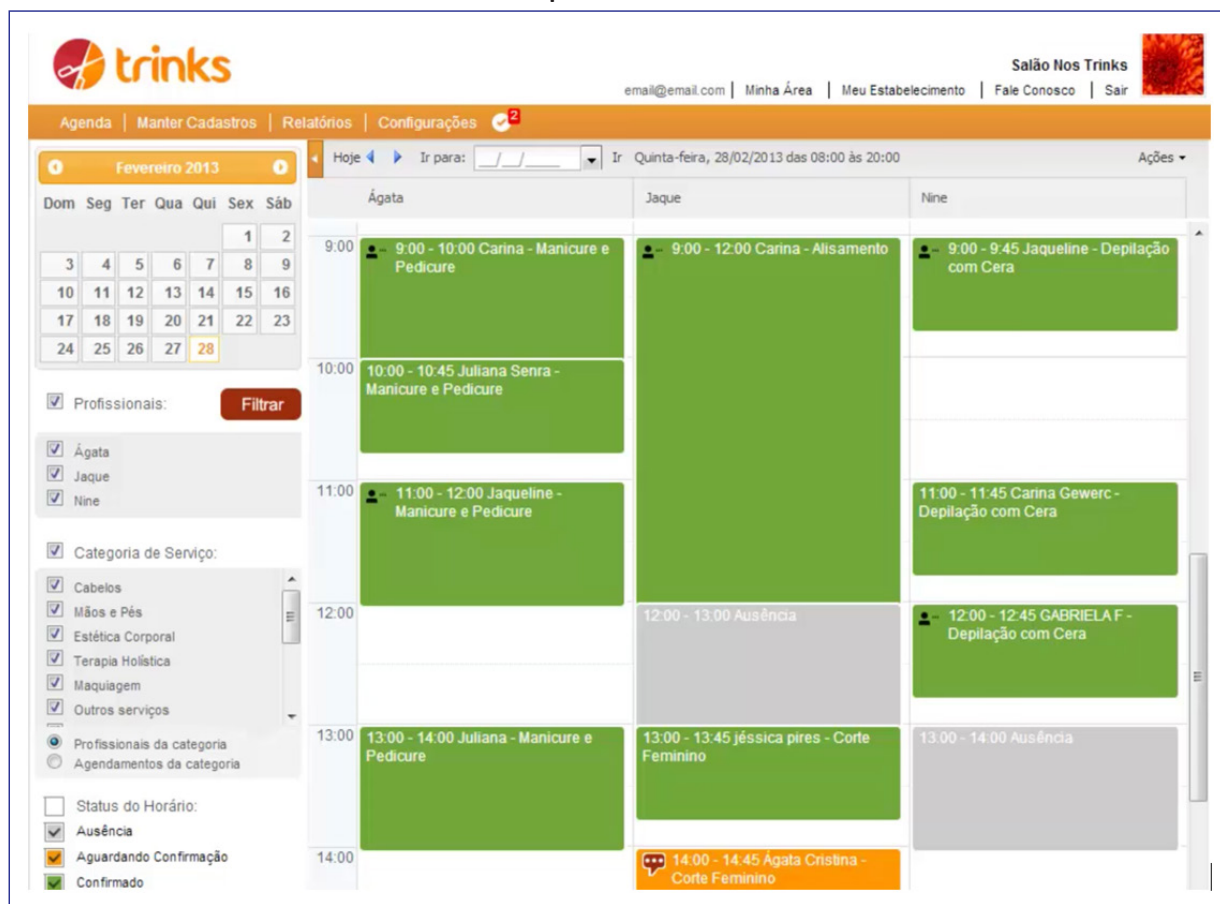 trinks
Salão Nos Trinks
email@email.com | Minha Área | Meu Estabelecimento | Fale Conosco | Sair
Agenda | Manter Cadastros | Relatórios | Configurações 2
Fevereiro 2013
Dom Seg Ter Qua Qui Sex Sáb
1 2
3 4 5 6 7 8 9
10 11 12 13 14 15 16
17 18 19 20 21 22 23
24 25 26 27 28
Profissionais:
Filtrar
Ágata
Jaque
Nine
Categoria de Serviço:
Cabelos
Mãos e Pés
Estética Corporal
Terapia Holística
Maquiagem
Outros serviços
Profissionais da categoria
Agendamentos da categoria
Status do Horário:
Ausência
Aguardando Confirmação
Confirmado
Hoje Ir para: __/__/____ Ir Quinta-feira, 28/02/2013 das 08:00 às 20:00 Ações
Ágata Jaque Nine
9:00
9:00 - 10:00 Carina - Manicure e
Pedicure
9:00 - 12:00 Carina - Alisamento
9:00 - 9:45 Jaqueline - Depilação
com Cera
10:00
10:00 - 10:45 Juliana Senra -
Manicure e Pedicure
11:00
11:00 - 12:00 Jaqueline -
Manicure e Pedicure
11:00 - 11:45 Carina Gewerc -
Depilação com Cera
12:00
12:00 - 13:00 Ausência
12:00 - 12:45 GABRIELA F -
Depilação com Cera
13:00
13:00 - 14:00 Juliana - Manicure e
Pedicure
13:00 - 13:45 jéssica pires - Corte
Feminino
13:00 - 14:00 Ausência
14:00
14:00 - 14:45 Ágata Cristina -
Corte Feminino